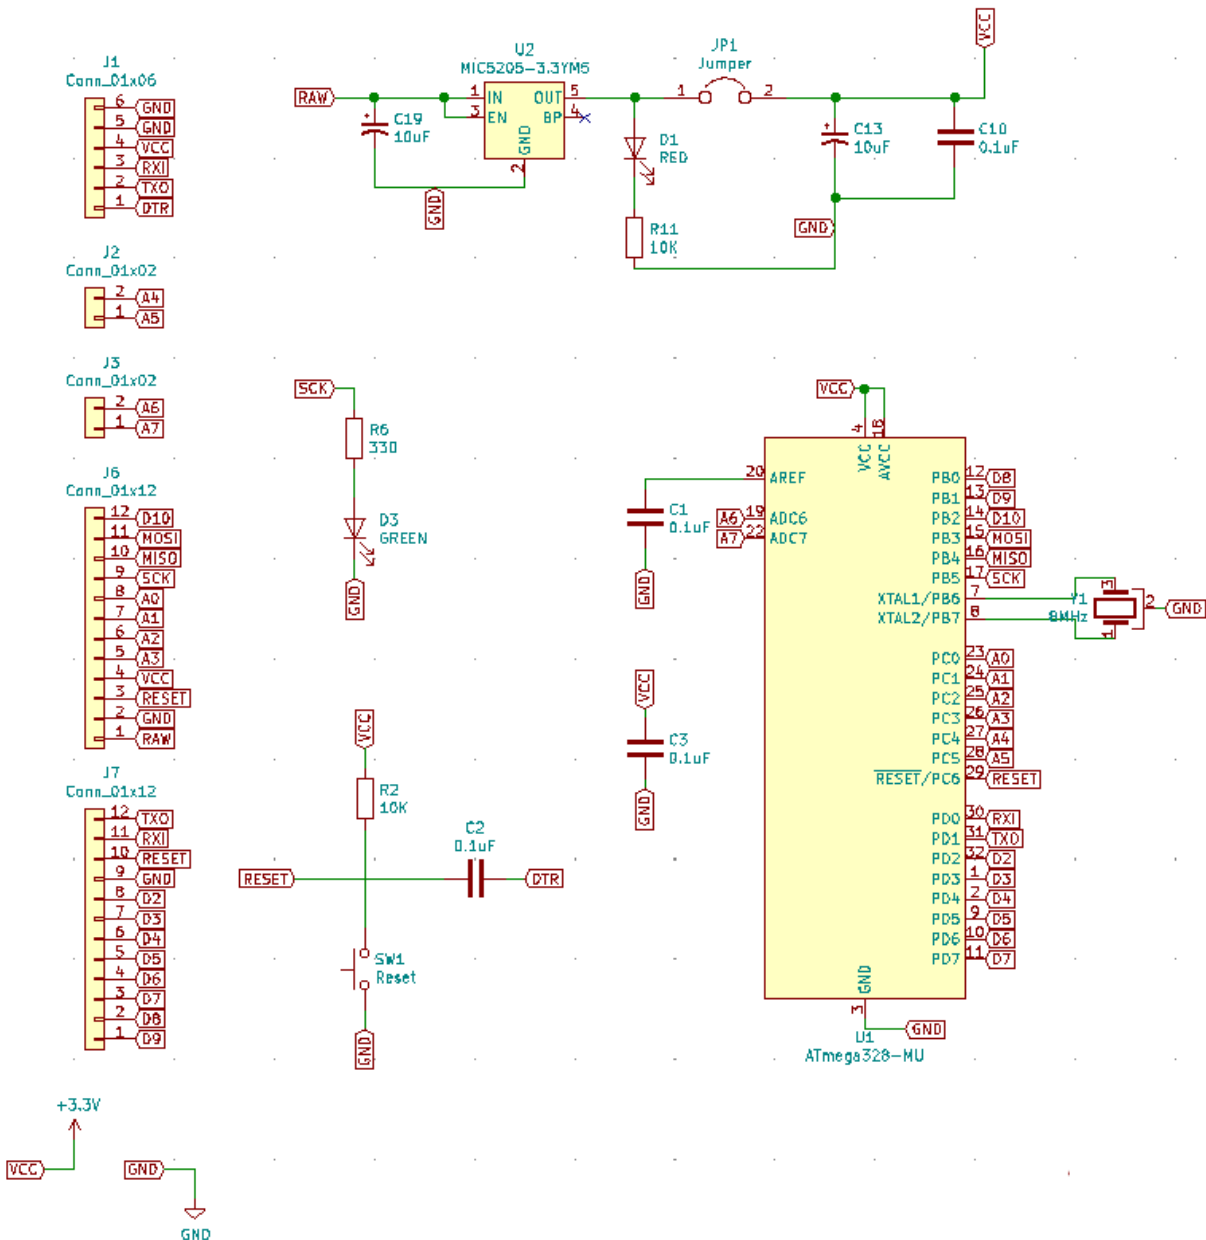 J1
Conn_01x06
6 GND
5 GND
4 VCC
3 RXI
2 TXO
1 DTR
J2
Conn_01x02
2 A4
1 A5
J3
Conn_01x02
2 A6
1 A7
J6
Conn_01x12
12 D10
11 MOSI
10 MISO
9 SCK
8 A0
7 A1
6 A2
5 A3
4 VCC
3 RESET
2 GND
1 RAW
J7
Conn_01x12
12 TXO
11 RXI
10 RESET
9 GND
8 D2
7 D3
6 D4
5 D5
4 D6
3 D7
2 D8
1 D9
+3.3V
VCC
GND
GND
RAW
C19
10uF
U2
MIC5205-3.3YM5
1 IN
3 EN
OUT 5
BP 4
GND
2
GND
JP1
Jumper
1 2
D1
RED
R11
10K
VCC
C13
10uF
C10
0.1uF
GND
SCK
R6
330
D3
GREEN
GND
VCC
R2
10K
RESET
C2
0.1uF
DTR
SW1
Reset
GND
C1
0.1uF
GND
VCC
C3
0.1uF
GND
VCC
4 18
VCC AVCC
20 AREF
A6 19 ADC6
A7 22 ADC7
PB0 12 D8
PB1 13 D9
PB2 14 D10
PB3 15 MOSI
PB4 16 MISO
PB5 17 SCK
XTAL1/PB6 7
XTAL2/PB7 8
Y1
8MHz
3
2
1
GND
PC0 23 A0
PC1 24 A1
PC2 25 A2
PC3 26 A3
PC4 27 A4
PC5 28 A5
RESET/PC6 29 RESET
PD0 30 RXI
PD1 31 TXO
PD2 32 D2
PD3 1 D3
PD4 2 D4
PD5 9 D5
PD6 10 D6
PD7 11 D7
GND
3
GND
U1
ATmega328-MU